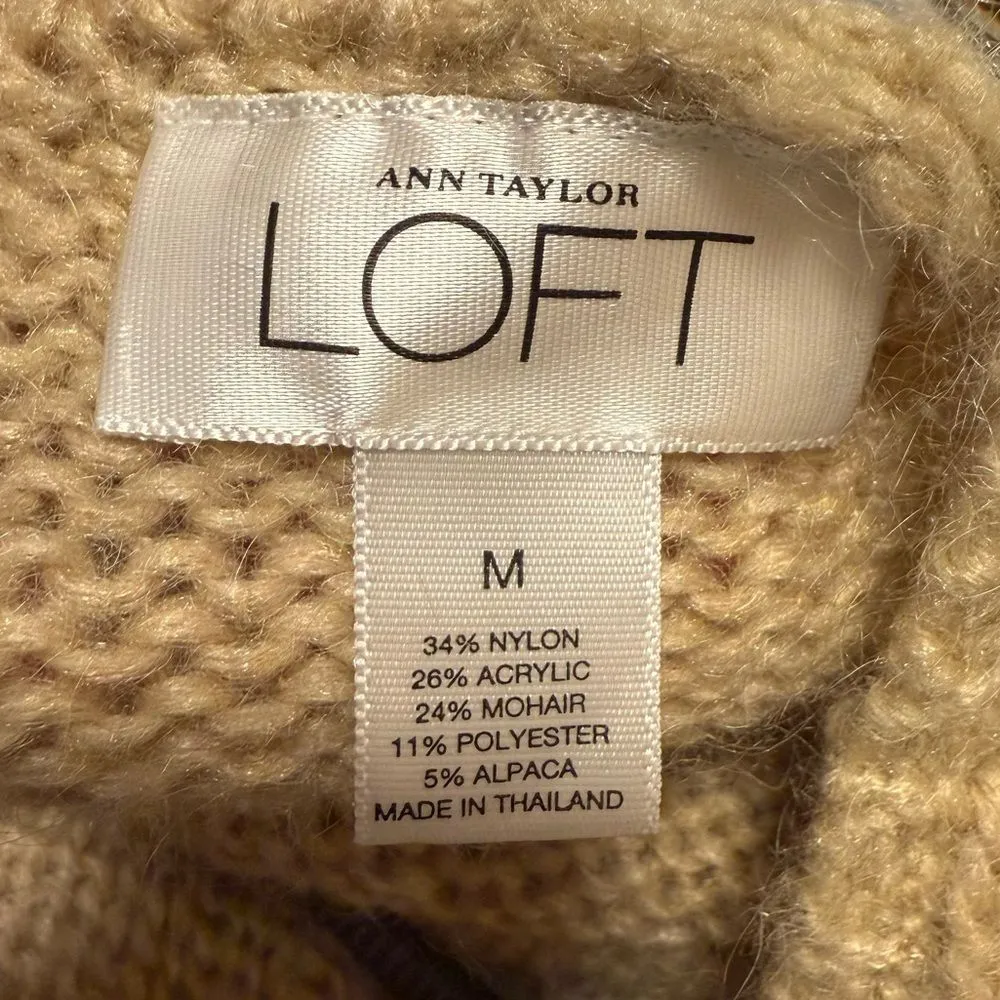 ANN TAYLOR
LOFT
M
34% NYLON
26% ACRYLIC
24% MOHAIR
11% POLYESTER
5% ALPACA
MADE IN THAILAND